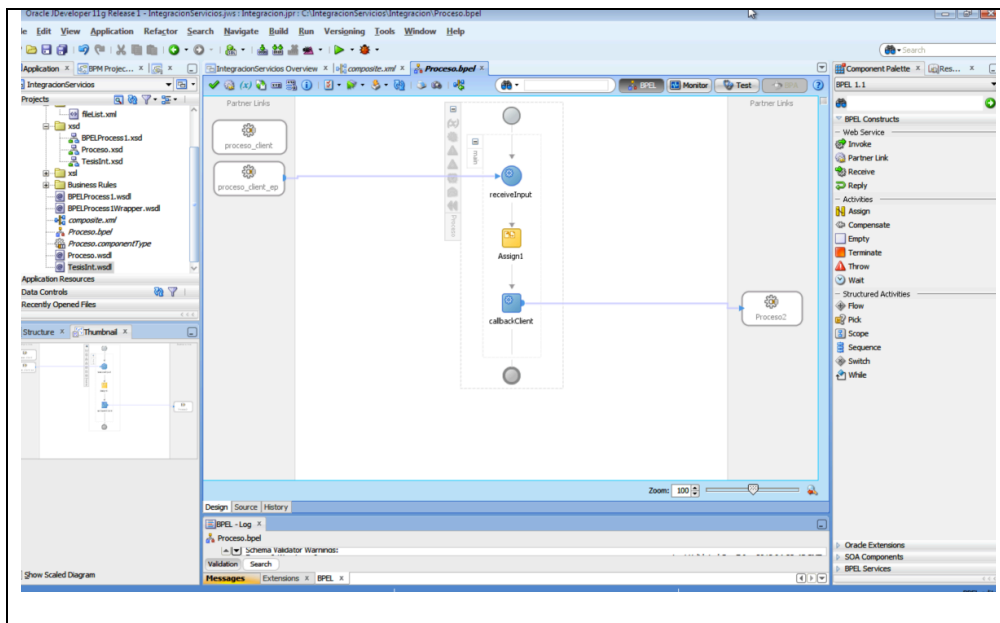 Oracle JDeveloper 11g Release 1 - IntegracionServicios.jws : Integracion.jpr : C:\IntegracionServicios\Integracion\Proceso.bpel
le Edit View Application Refactor Search Navigate Build Run Versioning Tools Window Help
Search
Application x BPM Projec... x
IntegracionServicios Overview x composite.xml x Proceso.bpel x
Component Palette x Res... x
IntegracionServicios
BPEL Monitor Test
BPEL 1.1
Projects
fileList.xml
xsd
BPELProcess1.xsd
Proceso.xsd
TesisInt.xsd
xsl
Business Rules
BPELProcess1.wsdl
BPELProcess1Wrapper.wsdl
composite.xml
Proceso.bpel
Proceso.componentType
Proceso.wsdl
TesisInt.wsdl
Application Resources
Data Controls
Recently Opened Files
Structure x Thumbnail x
Show Scaled Diagram
Partner Links
Partner Links
proceso_client
proceso_client_ep
main
Proceso
receiveInput
Assign1
callbackClient
Proceso2
Zoom: 100
Design Source History
BPEL - Log x
Proceso.bpel
Schema Validator Warnings:
Validation Search
Messages Extensions x BPEL x
BPEL Constructs
Web Service
Invoke
Partner Link
Receive
Reply
Activities
Assign
Compensate
Empty
Terminate
Throw
Wait
Structured Activities
Flow
Pick
Scope
Sequence
Switch
While
Oracle Extensions
SOA Components
BPEL Services